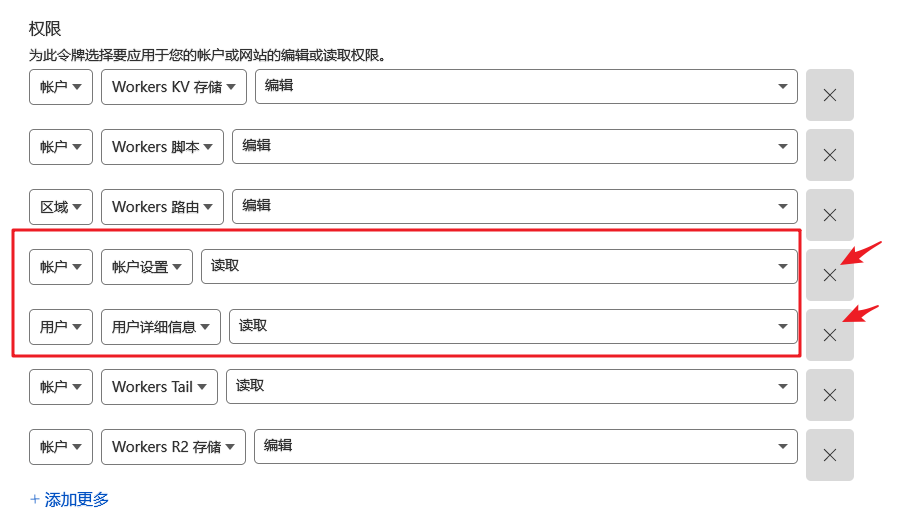 权限
为此令牌选择要应用于您的帐户或网站的编辑或读取权限。
帐户 Workers KV 存储 编辑
帐户 Workers 脚本 编辑
区域 Workers 路由 编辑
帐户 帐户设置 读取
用户 用户详细信息 读取
帐户 Workers Tail 读取
帐户 Workers R2 存储 编辑
+ 添加更多